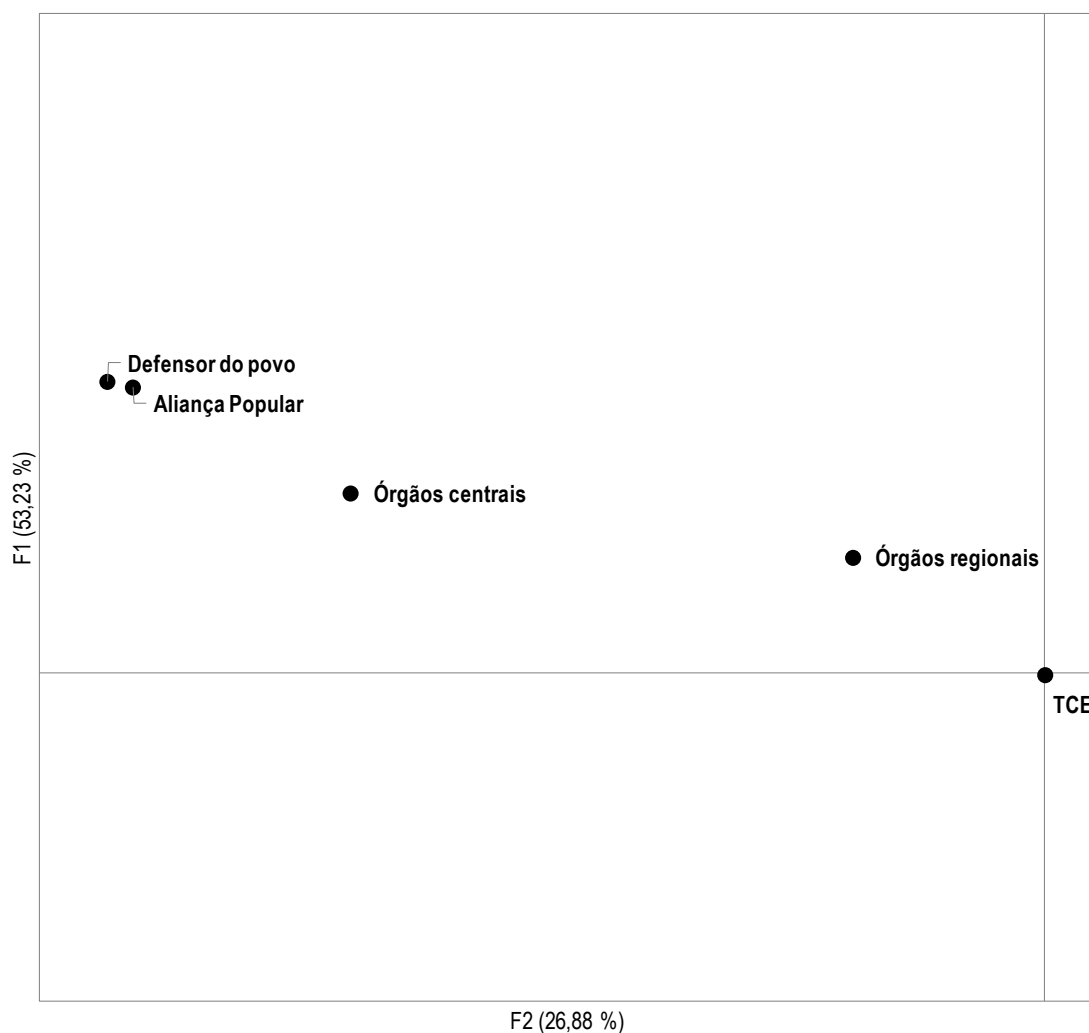 Defensor do povo
Aliança Popular
Órgãos centrais
Órgãos regionais
TCE
F1 (53,23 %)
F2 (26,88 %)